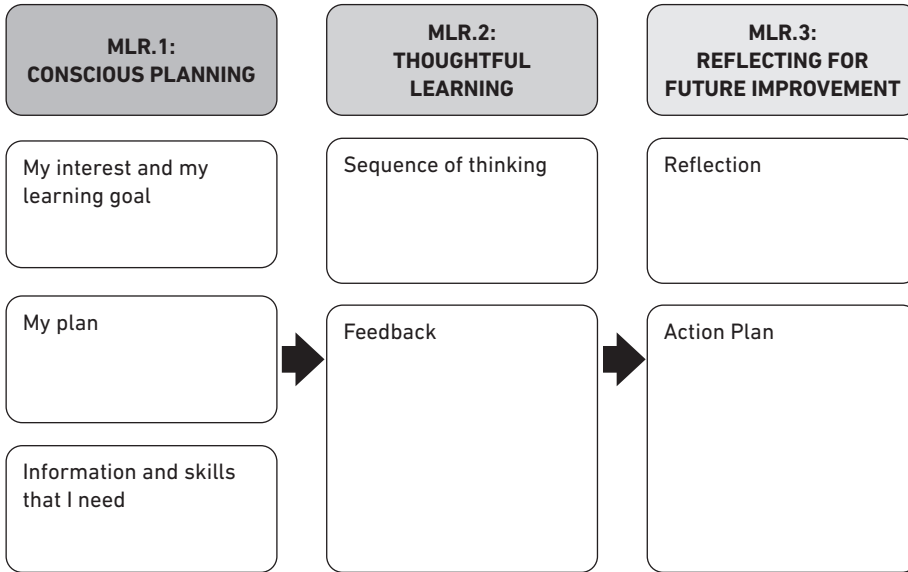 MLR.1:
CONSCIOUS PLANNING
My interest and my
learning goal
My plan
Information and skills
that I need
MLR.2:
THOUGHTFUL
LEARNING
Sequence of thinking
Feedback
MLR.3:
REFLECTING FOR
FUTURE IMPROVEMENT
Reflection
Action Plan